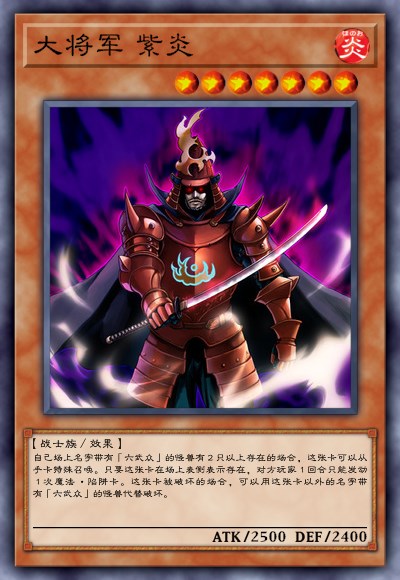 大将军 紫炎
ほのお
炎
【战士族／效果】
自己场上名字带有「六武众」的怪兽有２只以上存在的场合，这张卡可以从
手卡特殊召唤。只要这张卡在场上表侧表示存在，对方玩家１回合只能发动
１次魔法·陷阱卡。这张卡被破坏的场合，可以用这张卡以外的名字带
有「六武众」的怪兽代替破坏。
ATK/2500 DEF/2400